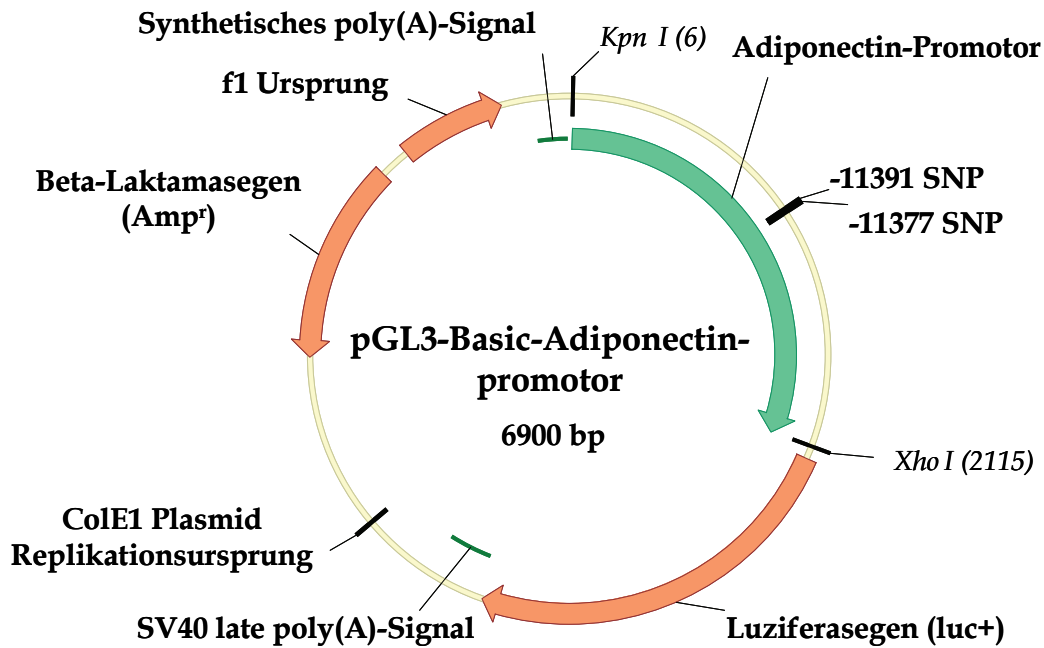 Synthetisches poly(A)-Signal
Kpn I (6)
Adiponectin-Promotor
f1 Ursprung
Beta-Laktamasegen
(Ampʳ)
-11391 SNP
-11377 SNP
pGL3-Basic-Adiponectin-
promotor
6900 bp
Xho I (2115)
ColE1 Plasmid
Replikationsursprung
SV40 late poly(A)-Signal
Luziferasegen (luc+)